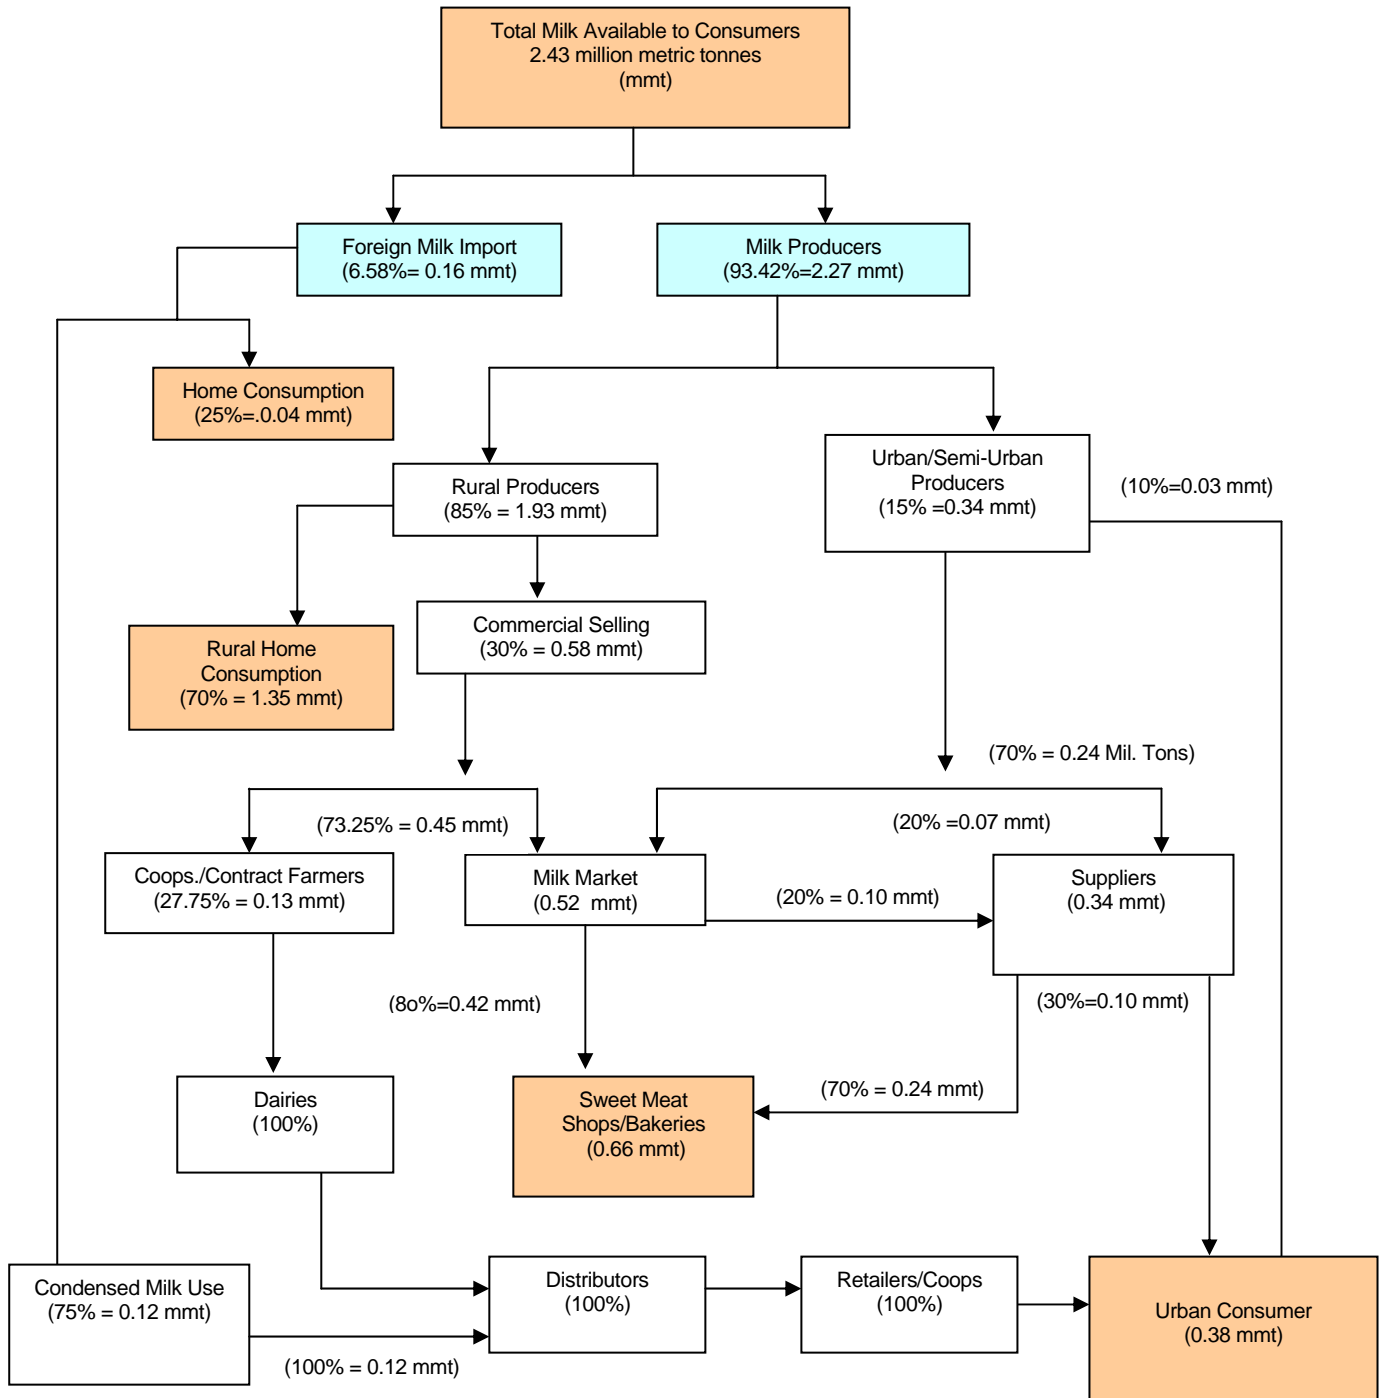 Total Milk Available to Consumers
2.43 million metric tonnes
(mmt)
Foreign Milk Import
(6.58%= 0.16 mmt)
Milk Producers
(93.42%=2.27 mmt)
Home Consumption
(25%=.0.04 mmt)
Rural Producers
(85% = 1.93 mmt)
Urban/Semi-Urban
Producers
(15% =0.34 mmt)
(10%=0.03 mmt)
Rural Home
Consumption
(70% = 1.35 mmt)
Commercial Selling
(30% = 0.58 mmt)
(70% = 0.24 Mil. Tons)
(73.25% = 0.45 mmt)
(20% =0.07 mmt)
Coops./Contract Farmers
(27.75% = 0.13 mmt)
Milk Market
(0.52 mmt)
(20% = 0.10 mmt)
Suppliers
(0.34 mmt)
(8o%=0.42 mmt)
(30%=0.10 mmt)
Dairies
(100%)
Sweet Meat
Shops/Bakeries
(0.66 mmt)
(70% = 0.24 mmt)
Condensed Milk Use
(75% = 0.12 mmt)
(100% = 0.12 mmt)
Distributors
(100%)
Retailers/Coops
(100%)
Urban Consumer
(0.38 mmt)